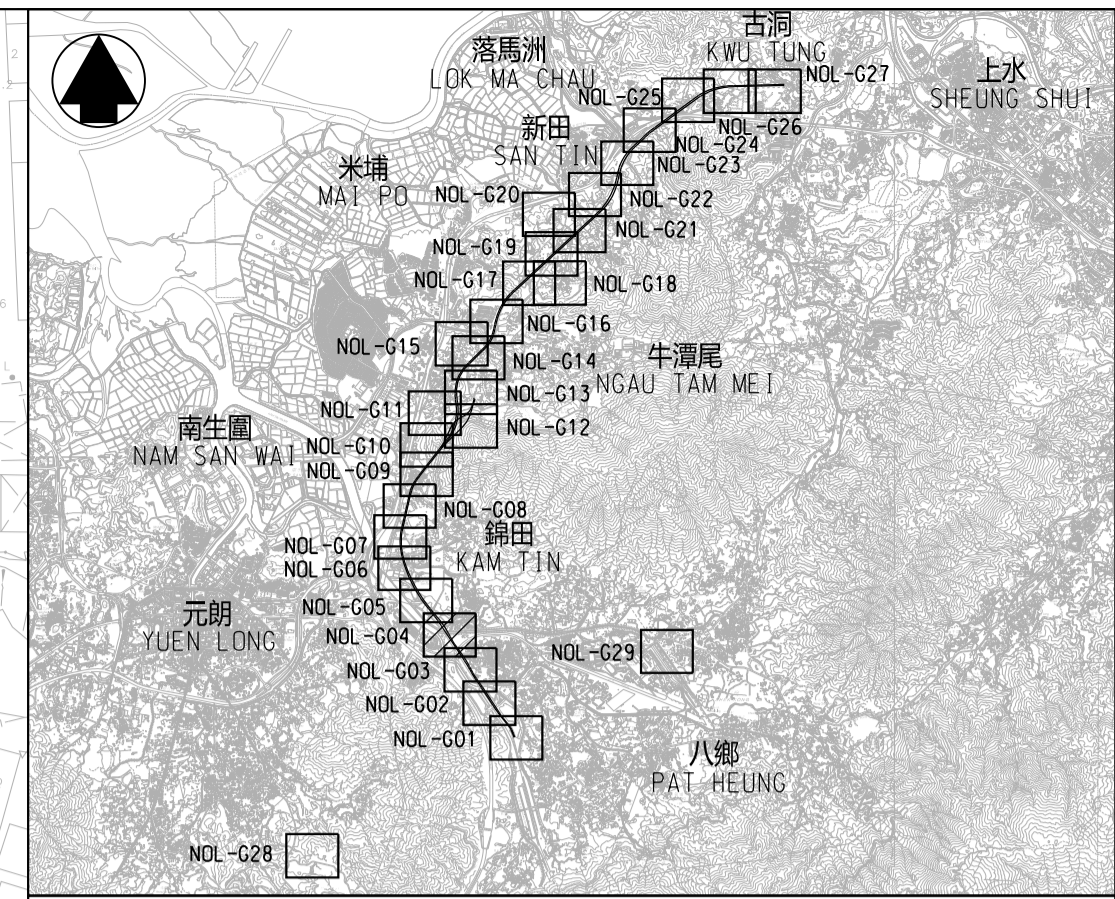 古洞
KWU TUNG
落馬洲
LOK MA CHAU
上水
SHEUNG SHUI
NOL-G27
NOL-G25
NOL-G26
新田
SAN TIN
NOL-G24
NOL-G23
米埔
MAI PO
NOL-G20
NOL-G22
NOL-G21
NOL-G19
NOL-G17
NOL-G18
NOL-G16
NOL-G15
NOL-G14
牛潭尾
NGAU TAM MEI
NOL-G13
NOL-G11
NOL-G12
南生圍
NAM SAN WAI
NOL-G10
NOL-G09
NOL-G08
錦田
KAM TIN
NOL-G07
NOL-G06
NOL-G05
元朗
YUEN LONG
NOL-G04
NOL-G29
NOL-G03
NOL-G02
NOL-G01
八鄉
PAT HEUNG
NOL-G28